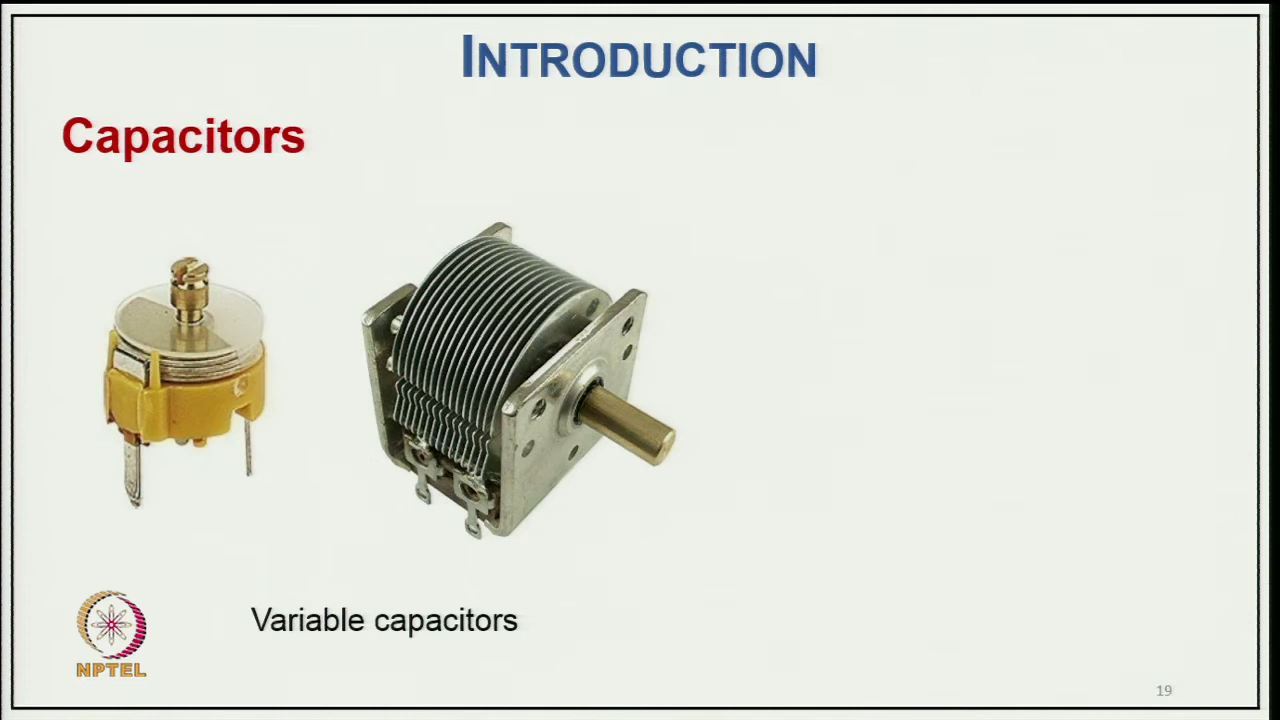 INTRODUCTION
Capacitors
Variable capacitors
NPTEL
19